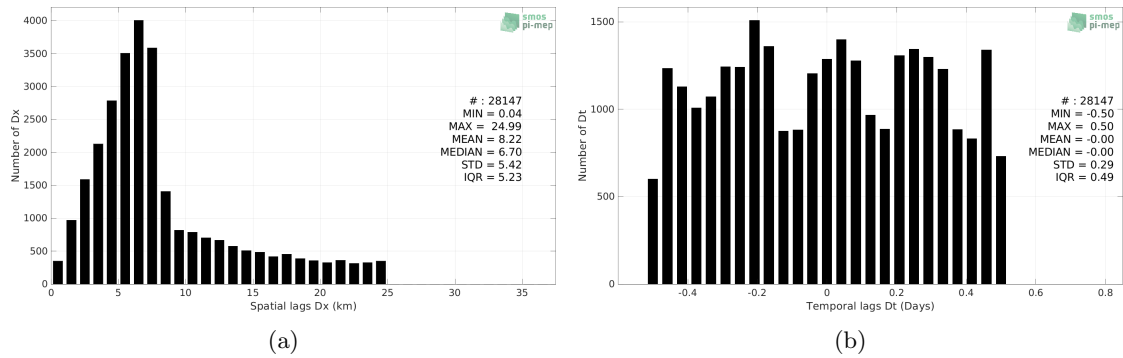 4000
3500
3000
2500
2000
1500
1000
500
0
Number of Dx
smos
pi-mep
# : 28147
MIN = 0.04
MAX = 24.99
MEAN = 8.22
MEDIAN = 6.70
STD = 5.42
IQR = 5.23
0 5 10 15 20 25 30 35
Spatial lags Dx (km)
(a)
1500
1000
500
0
Number of Dt
smos
pi-mep
# : 28147
MIN = -0.50
MAX = 0.50
MEAN = -0.00
MEDIAN = -0.00
STD = 0.29
IQR = 0.49
-0.4 -0.2 0 0.2 0.4 0.6 0.8
Temporal lags Dt (Days)
(b)